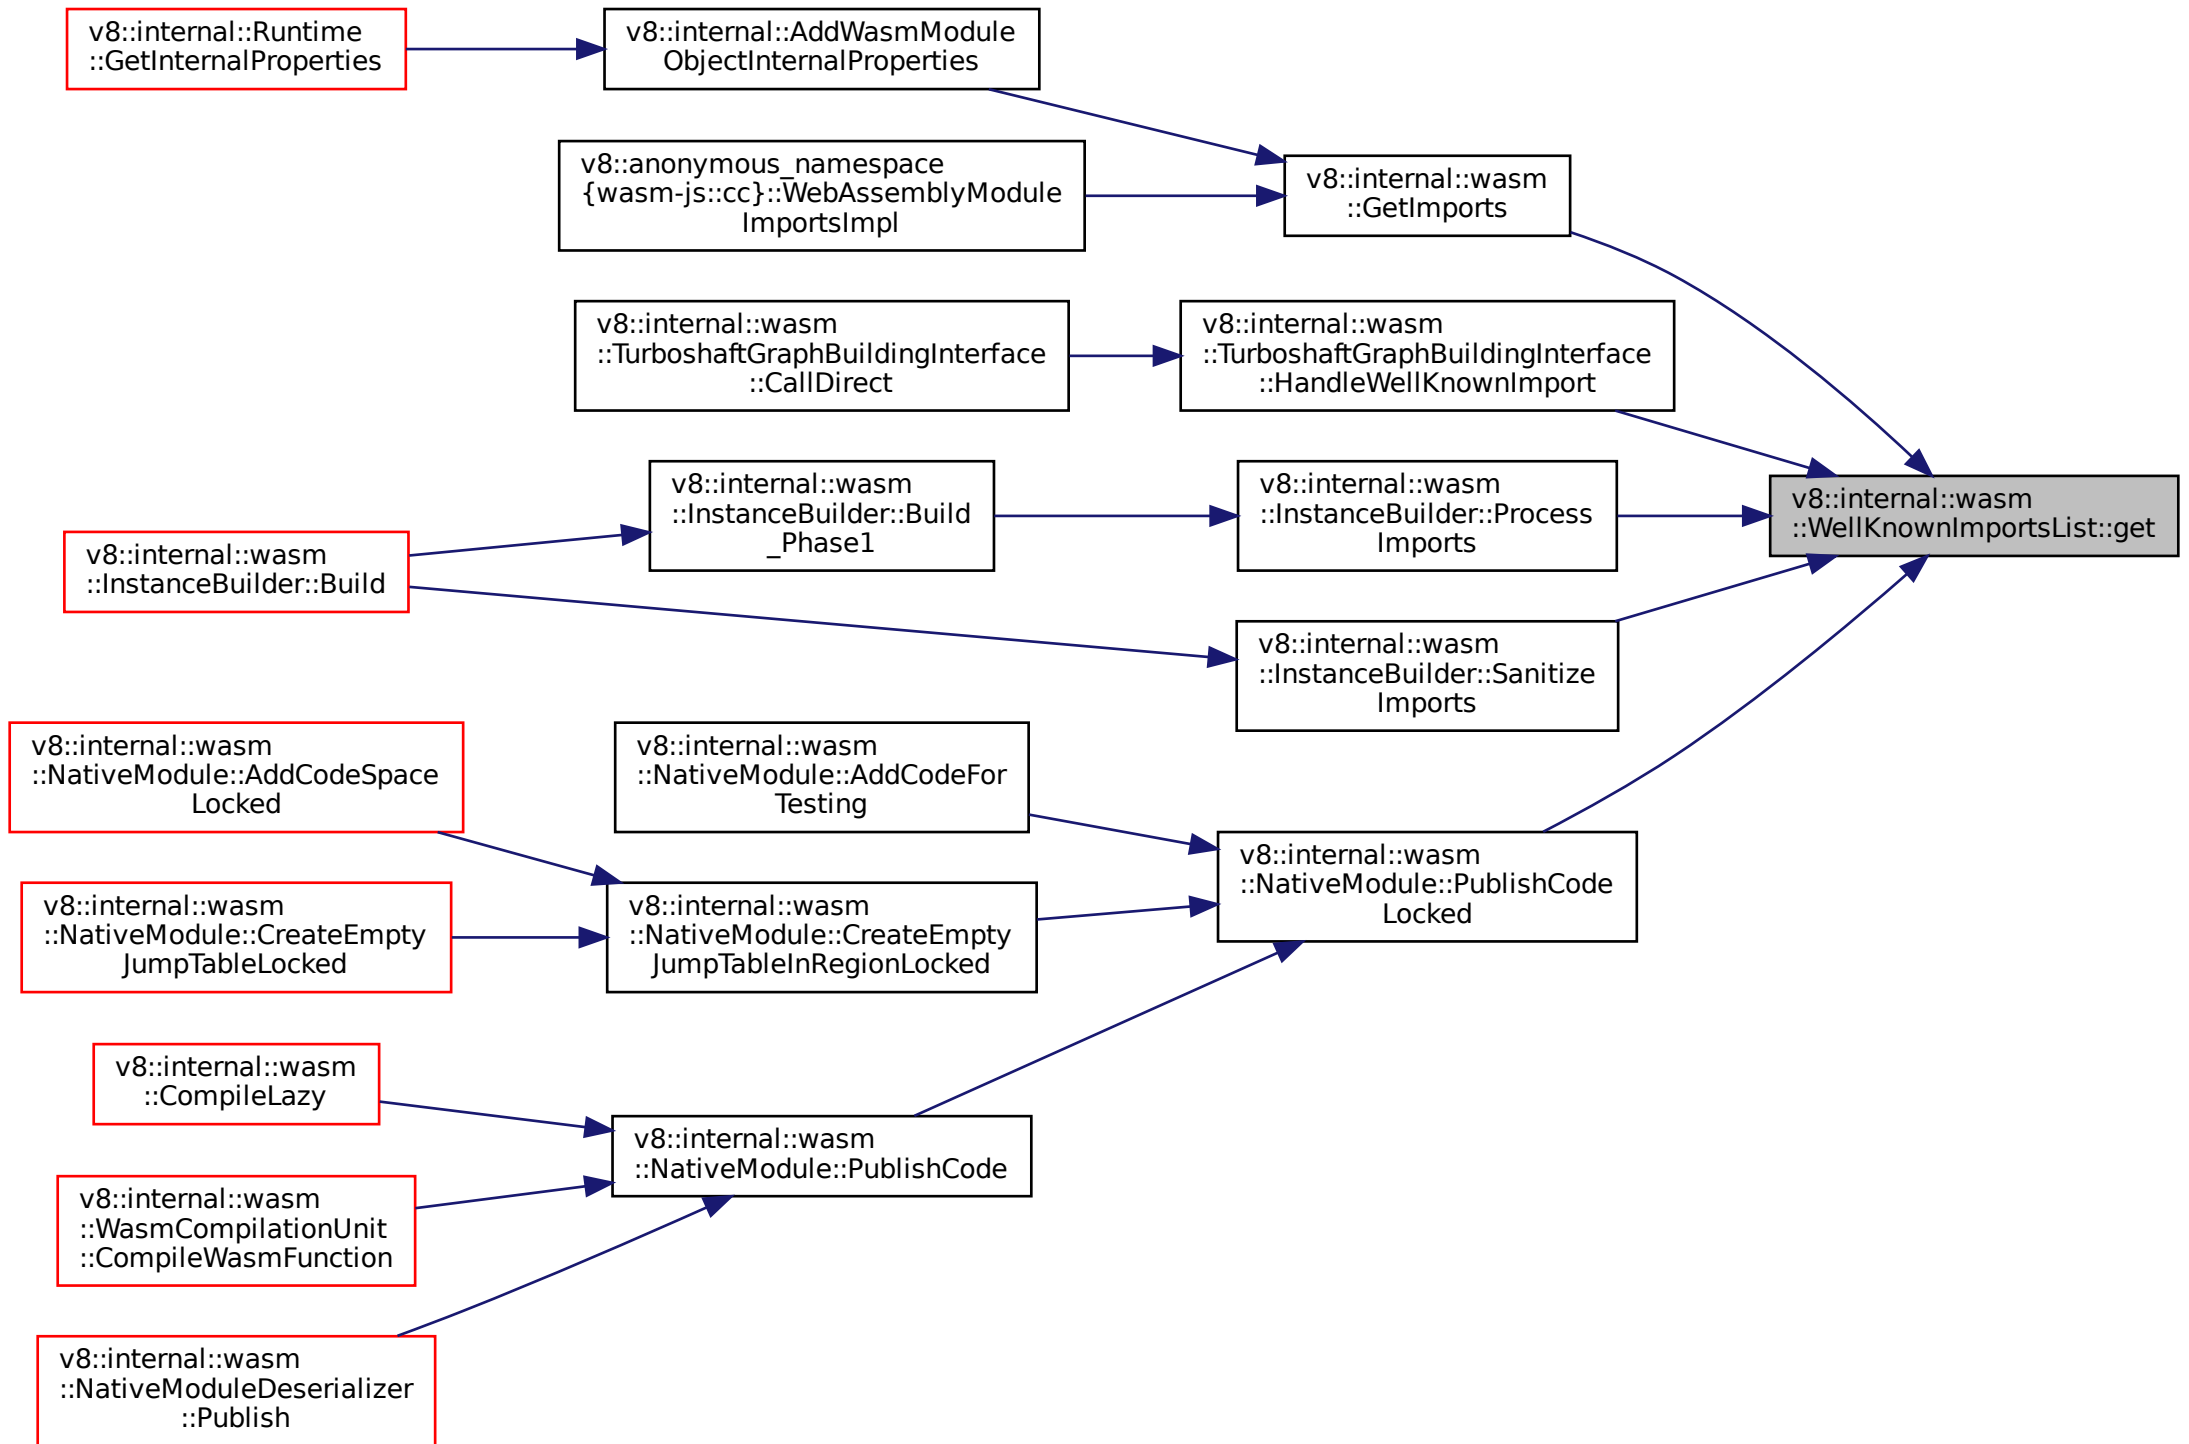 v8::internal::Runtime
::GetInternalProperties
v8::internal::AddWasmModule
ObjectInternalProperties
v8::anonymous_namespace
{wasm-js::cc}::WebAssemblyModule
ImportsImpl
v8::internal::wasm
::GetImports
v8::internal::wasm
::TurboshaftGraphBuildingInterface
::CallDirect
v8::internal::wasm
::TurboshaftGraphBuildingInterface
::HandleWellKnownImport
v8::internal::wasm
::InstanceBuilder::Build
v8::internal::wasm
::InstanceBuilder::Build
_Phase1
v8::internal::wasm
::InstanceBuilder::Process
Imports
v8::internal::wasm
::WellKnownImportsList::get
v8::internal::wasm
::InstanceBuilder::Sanitize
Imports
v8::internal::wasm
::NativeModule::AddCodeSpace
Locked
v8::internal::wasm
::NativeModule::AddCodeFor
Testing
v8::internal::wasm
::NativeModule::CreateEmpty
JumpTableLocked
v8::internal::wasm
::NativeModule::CreateEmpty
JumpTableInRegionLocked
v8::internal::wasm
::NativeModule::PublishCode
Locked
v8::internal::wasm
::CompileLazy
v8::internal::wasm
::NativeModule::PublishCode
v8::internal::wasm
::WasmCompilationUnit
::CompileWasmFunction
v8::internal::wasm
::NativeModuleDeserializer
::Publish